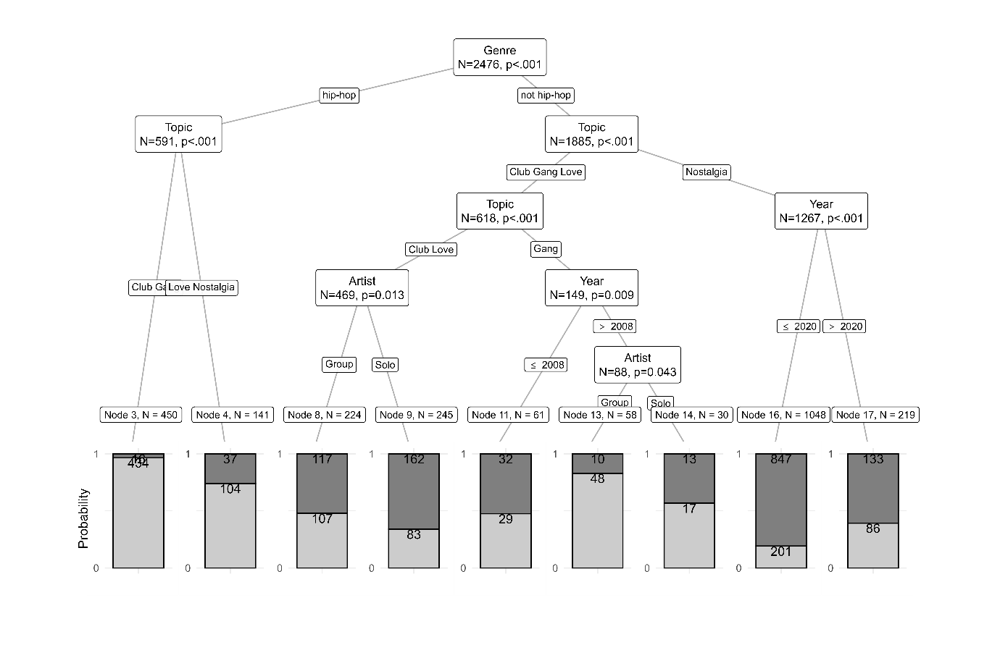 Genre
N=2476, p<.001
hip-hop
not hip-hop
Topic
N=591, p<.001
Topic
N=1885, p<.001
Club Gang Love
Nostalgia
Topic
N=618, p<.001
Year
N=1267, p<.001
Club Love
Gang
Artist
N=469, p=0.013
Year
N=149, p=0.009
Club Ga
Love Nostalgia
> 2008
≤ 2020
> 2020
Artist
N=88, p=0.043
Group
Solo
≤ 2008
Group
Solo
Node 3, N = 450
Node 4, N = 141
Node 8, N = 224
Node 9, N = 245
Node 11, N = 61
Node 13, N = 58
Node 14, N = 30
Node 16, N = 1048
Node 17, N = 219
1
434
0
1
37
104
0
1
117
107
0
1
162
83
0
1
32
29
0
1
10
48
0
1
13
17
0
1
847
201
0
1
133
86
0
Probability